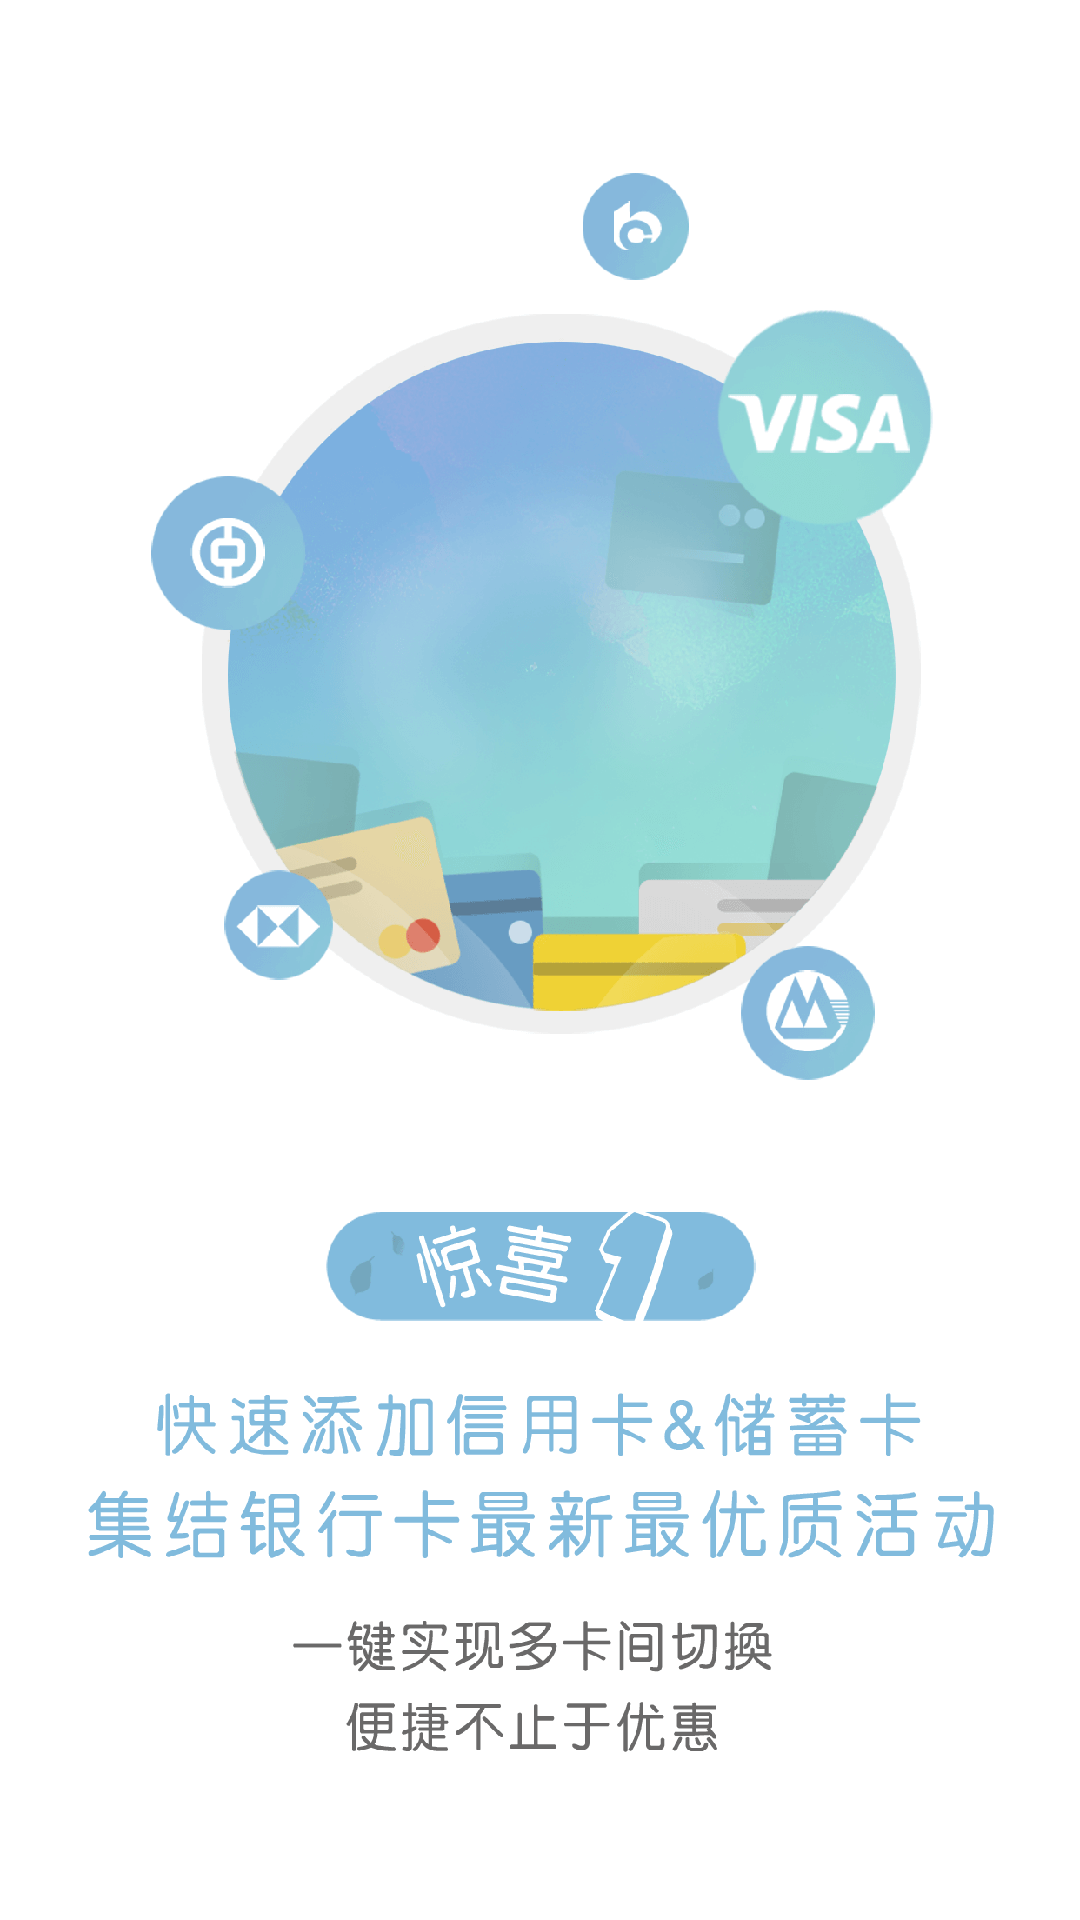 VISA
惊喜1
快速添加信用卡&储蓄卡
集结银行卡最新最优质活动
一键实现多卡间切换
便捷不止于优惠